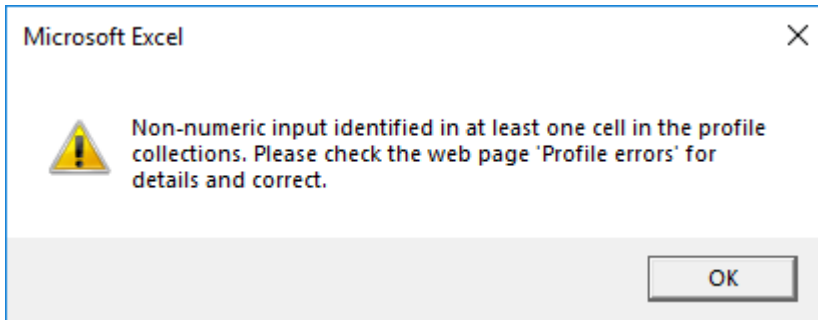 Microsoft Excel
Non-numeric input identified in at least one cell in the profile
collections. Please check the web page 'Profile errors' for
details and correct.
OK